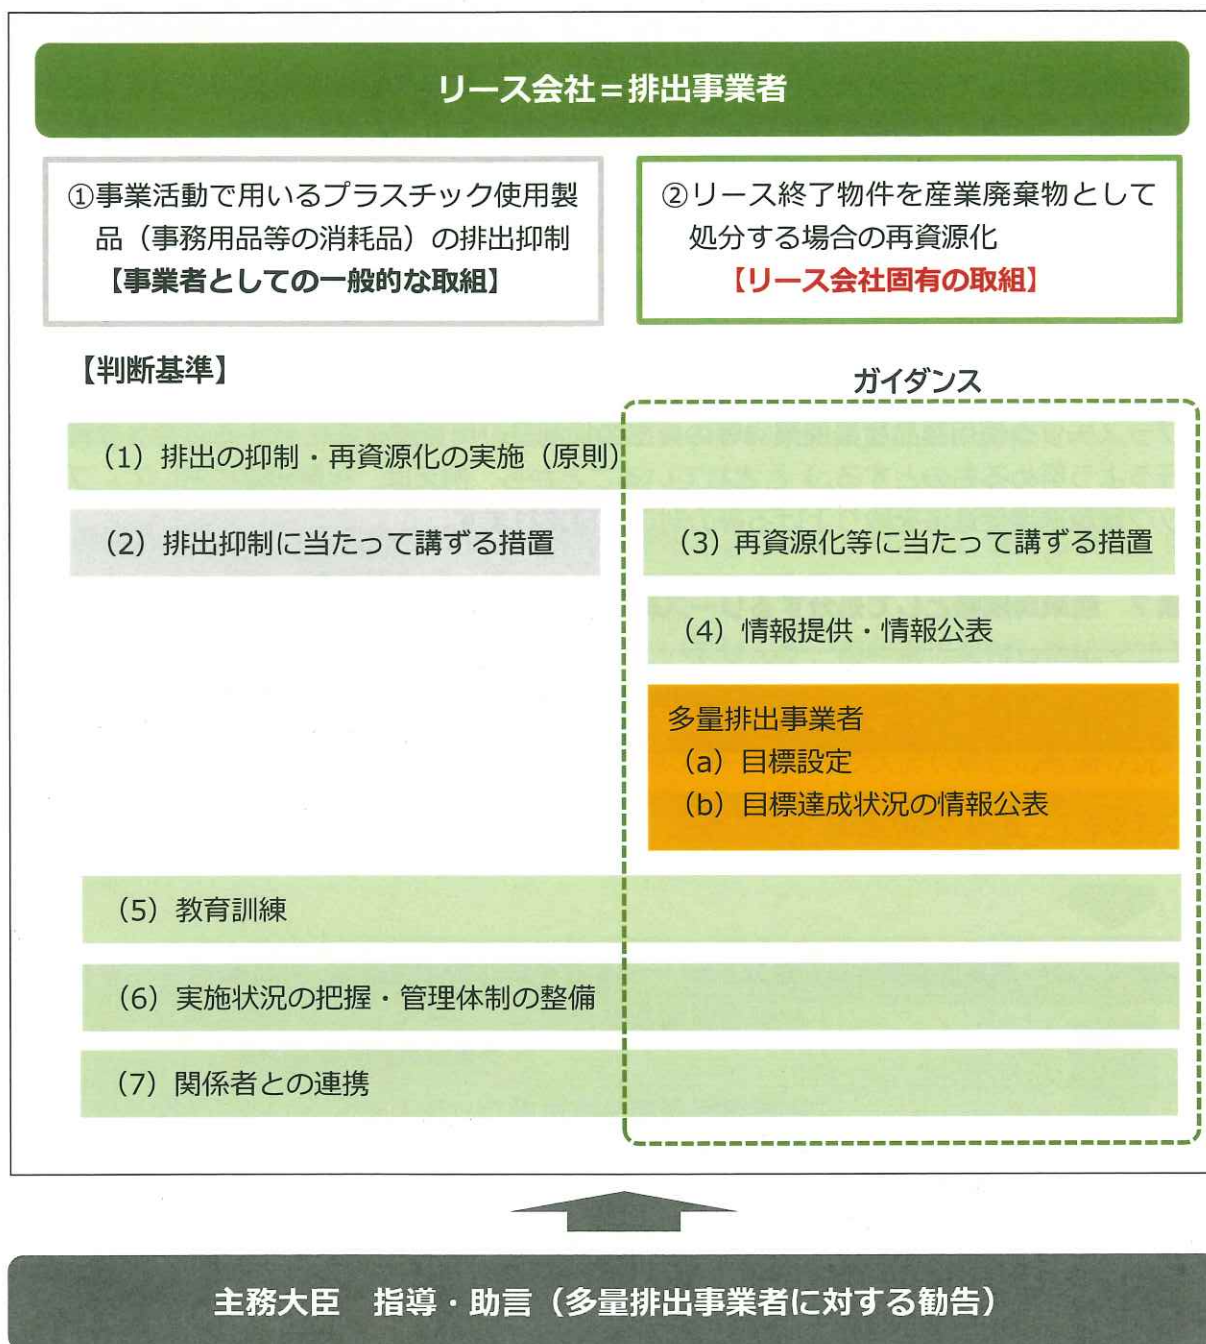 リース会社＝排出事業者
①事業活動で用いるプラスチック使用製
品（事務用品等の消耗品）の排出抑制
【事業者としての一般的な取組】
②リース終了物件を産業廃棄物として
処分する場合の再資源化
【リース会社固有の取組】
【判断基準】
ガイダンス
（1）排出の抑制・再資源化の実施（原則）
（2）排出抑制に当たって講ずる措置
（3）再資源化等に当たって講ずる措置
（4）情報提供・情報公表
多量排出事業者
（a）目標設定
（b）目標達成状況の情報公表
（5）教育訓練
（6）実施状況の把握・管理体制の整備
（7）関係者との連携
主務大臣　指導・助言（多量排出事業者に対する勧告）